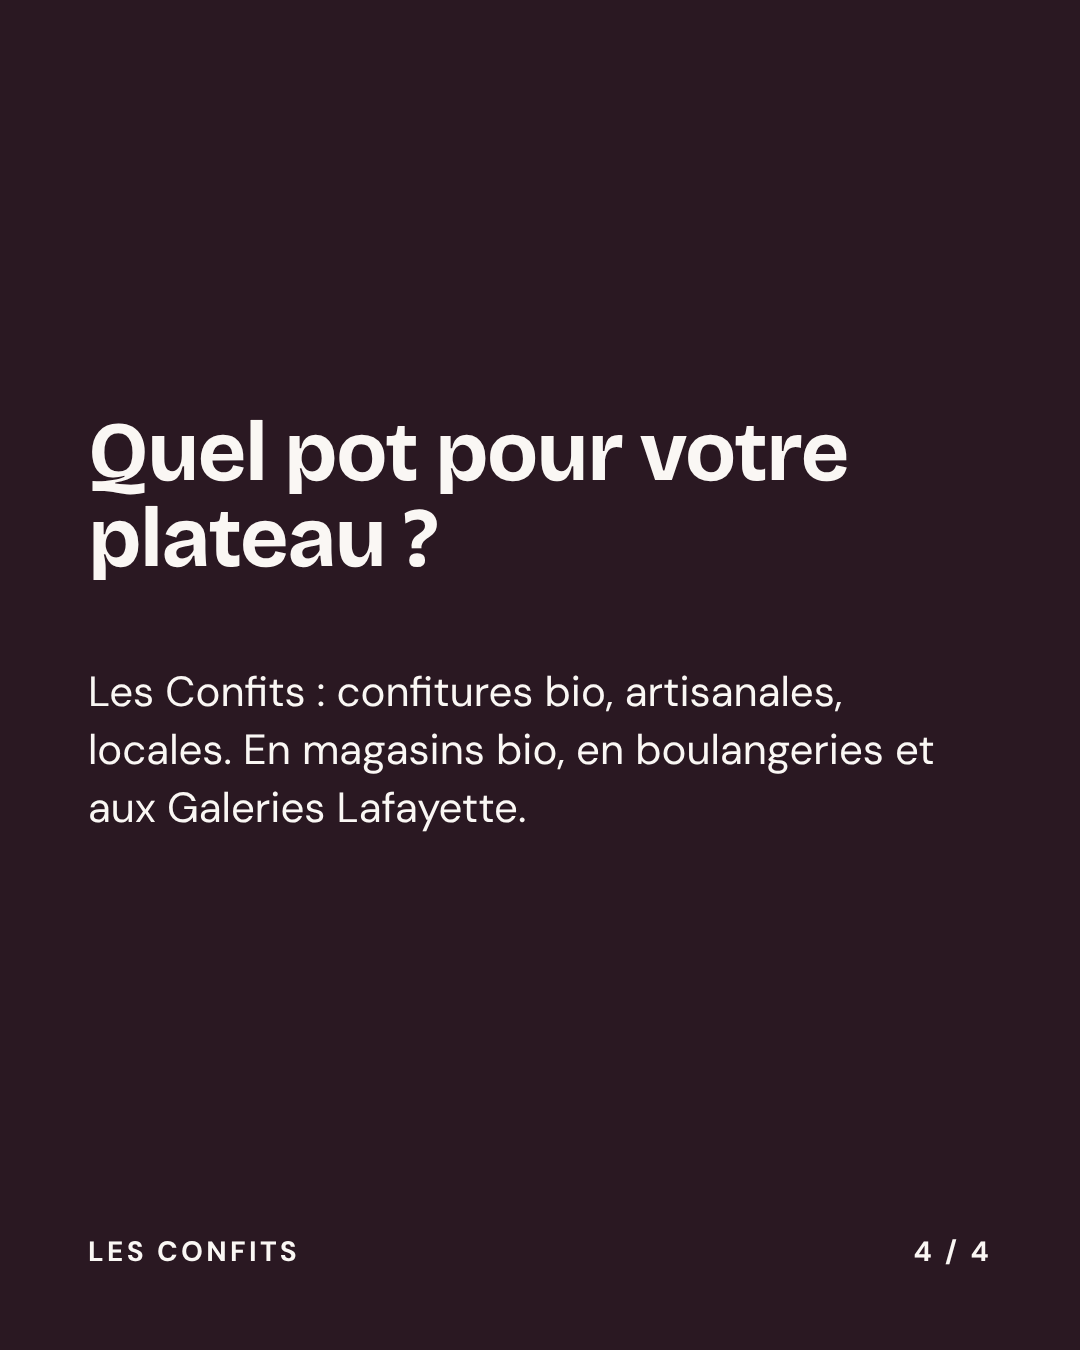 Quel pot pour votre
plateau ?
Les Confits : confitures bio, artisanales,
locales. En magasins bio, en boulangeries et
aux Galeries Lafayette.
LES CONFITS
4 / 4